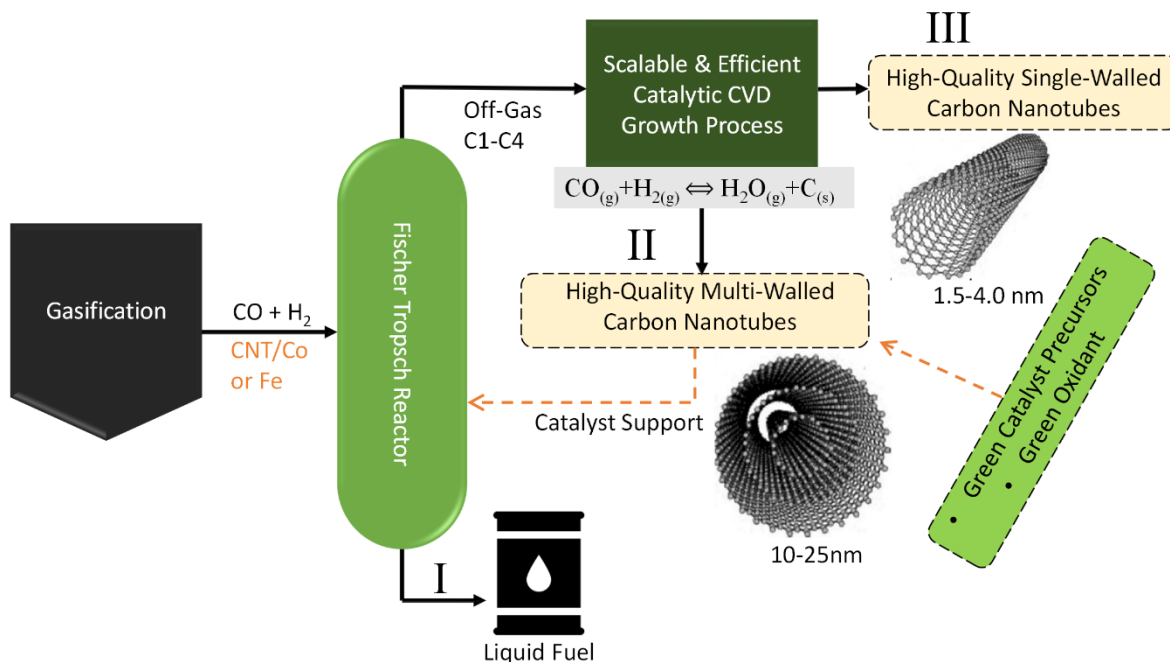 III
Scalable & Efficient
Catalytic CVD
Growth Process
High-Quality Single-Walled
Carbon Nanotubes
Off-Gas
C1-C4
CO(g)+H2(g) ⇔ H2O(g)+C(s)
II
1.5-4.0 nm
Gasification
CO + H2
CNT/Co
or Fe
Fischer Tropsch Reactor
High-Quality Multi-Walled
Carbon Nanotubes
Catalyst Support
• Green Catalyst Precursors
• Green Oxidant
10-25nm
I
Liquid Fuel